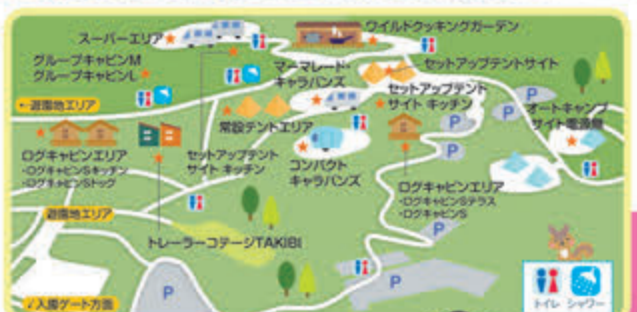 スーパーエリア
ワイルドクッキングガーデン
グループキャビンM
グループキャビンL
マーマレード・
キャラバンズ
セットアップテントサイト
←遊園地エリア
セットアップテント
サイト キッチン
オートキャンプ
サイト電源無
常設テントエリア
ログキャビンエリア
・ログキャビンSキッチン
・ログキャビンSドッグ
セットアップテント
サイト キッチン
コンパクト
キャラバンズ
ログキャビンエリア
・ログキャビンSテラス
・ログキャビンS
遊園地エリア
トレーラーコテージTAKIBI
P
P
P
P
P
P
P
↙入園ゲート方面
トイレ シャワー